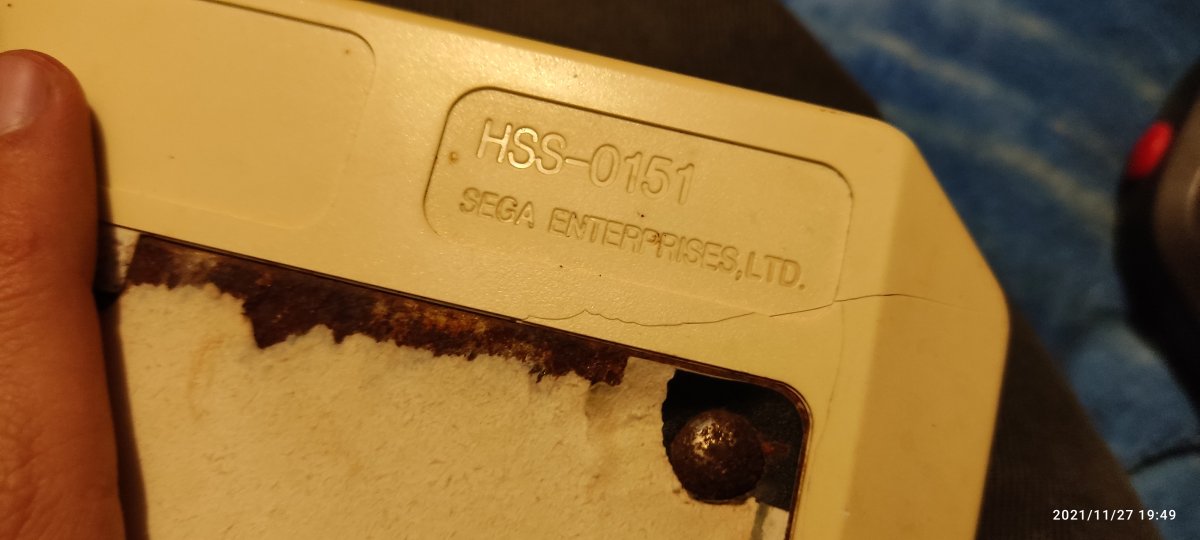 HSS-0151
SEGA ENTERPRISES,LTD.
2021/11/27 19:49